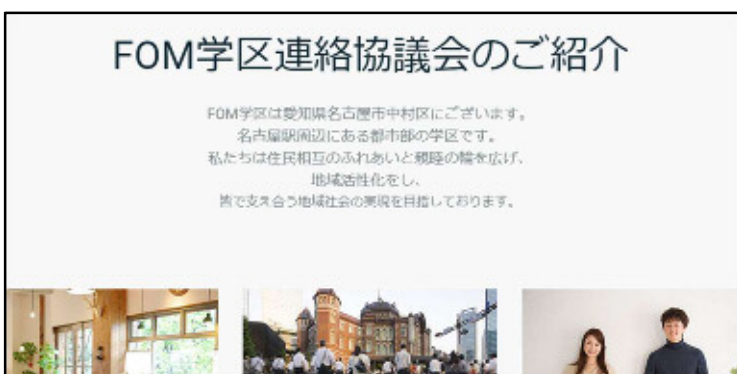 FOM学区連絡協議会のご紹介
FOM学区は愛知県名古屋市中村区にございます。
名古屋駅周辺にある都市部の学区です。
私たちは住民相互のふれあいと親睦の輪を広げ、
地域活性化をし、
皆で支え合う地域社会の実現を目指しております。